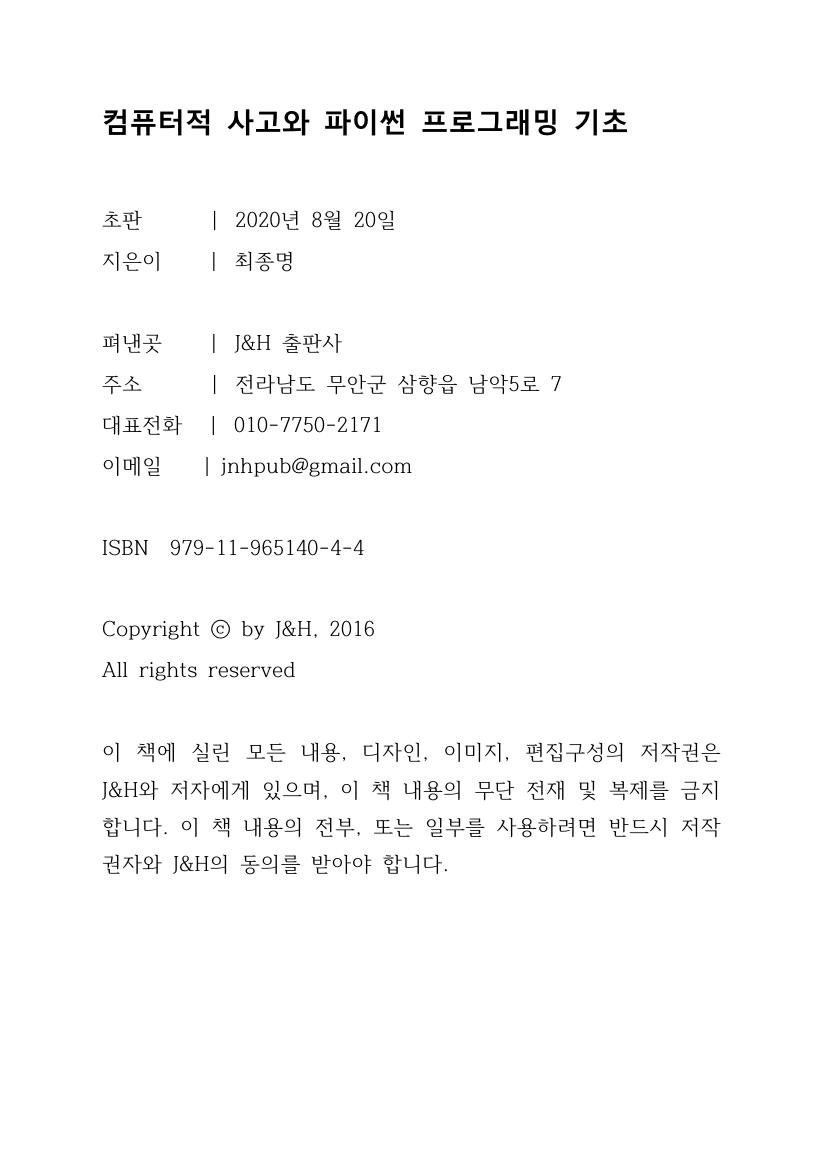 컴퓨터적 사고와 파이썬 프로그래밍 기초
초판 | 2020년 8월 20일
지은이 | 최종명
펴낸곳 | J&H 출판사
주소 | 전라남도 무안군 삼향읍 남악5로 7
대표전화 | 010-7750-2171
이메일 | jnhpub@gmail.com
ISBN 979-11-965140-4-4
Copyright ⓒ by J&H, 2016
All rights reserved
이 책에 실린 모든 내용, 디자인, 이미지, 편집구성의 저작권은
J&H와 저자에게 있으며, 이 책 내용의 무단 전재 및 복제를 금지
합니다. 이 책 내용의 전부, 또는 일부를 사용하려면 반드시 저작
권자와 J&H의 동의를 받아야 합니다.